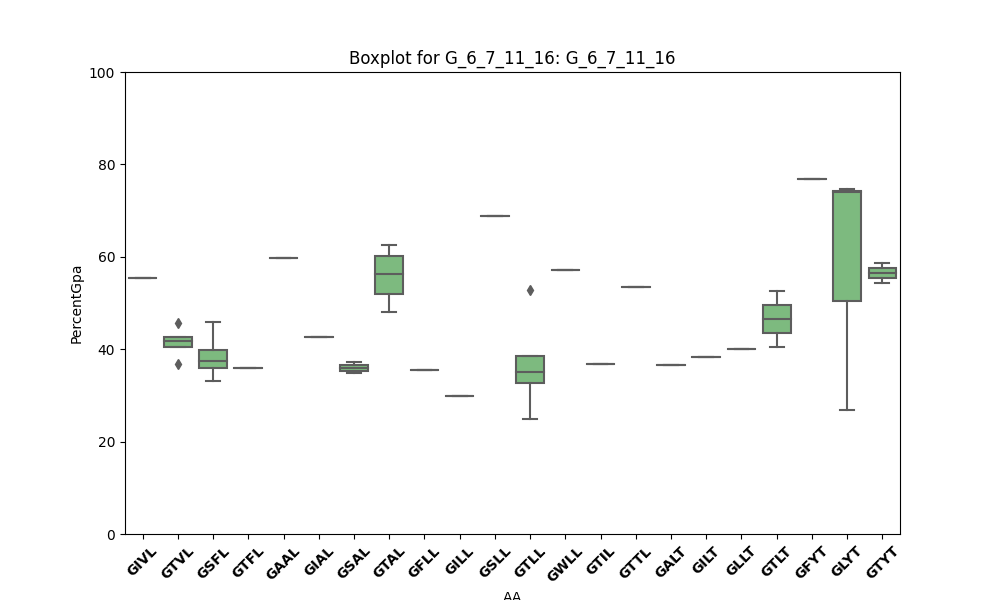 Boxplot for G_6_7_11_16: G_6_7_11_16
100
80
60
40
20
0
PercentGpa
GIVL GTVL GSFL GTFL GAAL GIAL GSAL GTAL GFLL GILL GSLL GTLL GWLL GTIL GTTL GALT GILT GLLT GTLT GFYT GLYT GTYT
AA